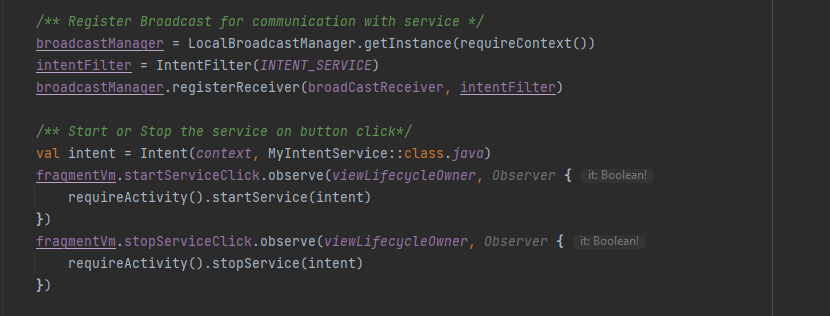 /** Register Broadcast for communication with service */
broadcastManager = LocalBroadcastManager.getInstance(requireContext())
intentFilter = IntentFilter(INTENT_SERVICE)
broadcastManager.registerReceiver(broadCastReceiver, intentFilter)
/** Start or Stop the service on button click*/
val intent = Intent(context, MyIntentService::class.java)
fragmentVm.startServiceClick.observe(viewLifecycleOwner, Observer { it: Boolean!
requireActivity().startService(intent)
})
fragmentVm.stopServiceClick.observe(viewLifecycleOwner, Observer { it: Boolean!
requireActivity().stopService(intent)
})